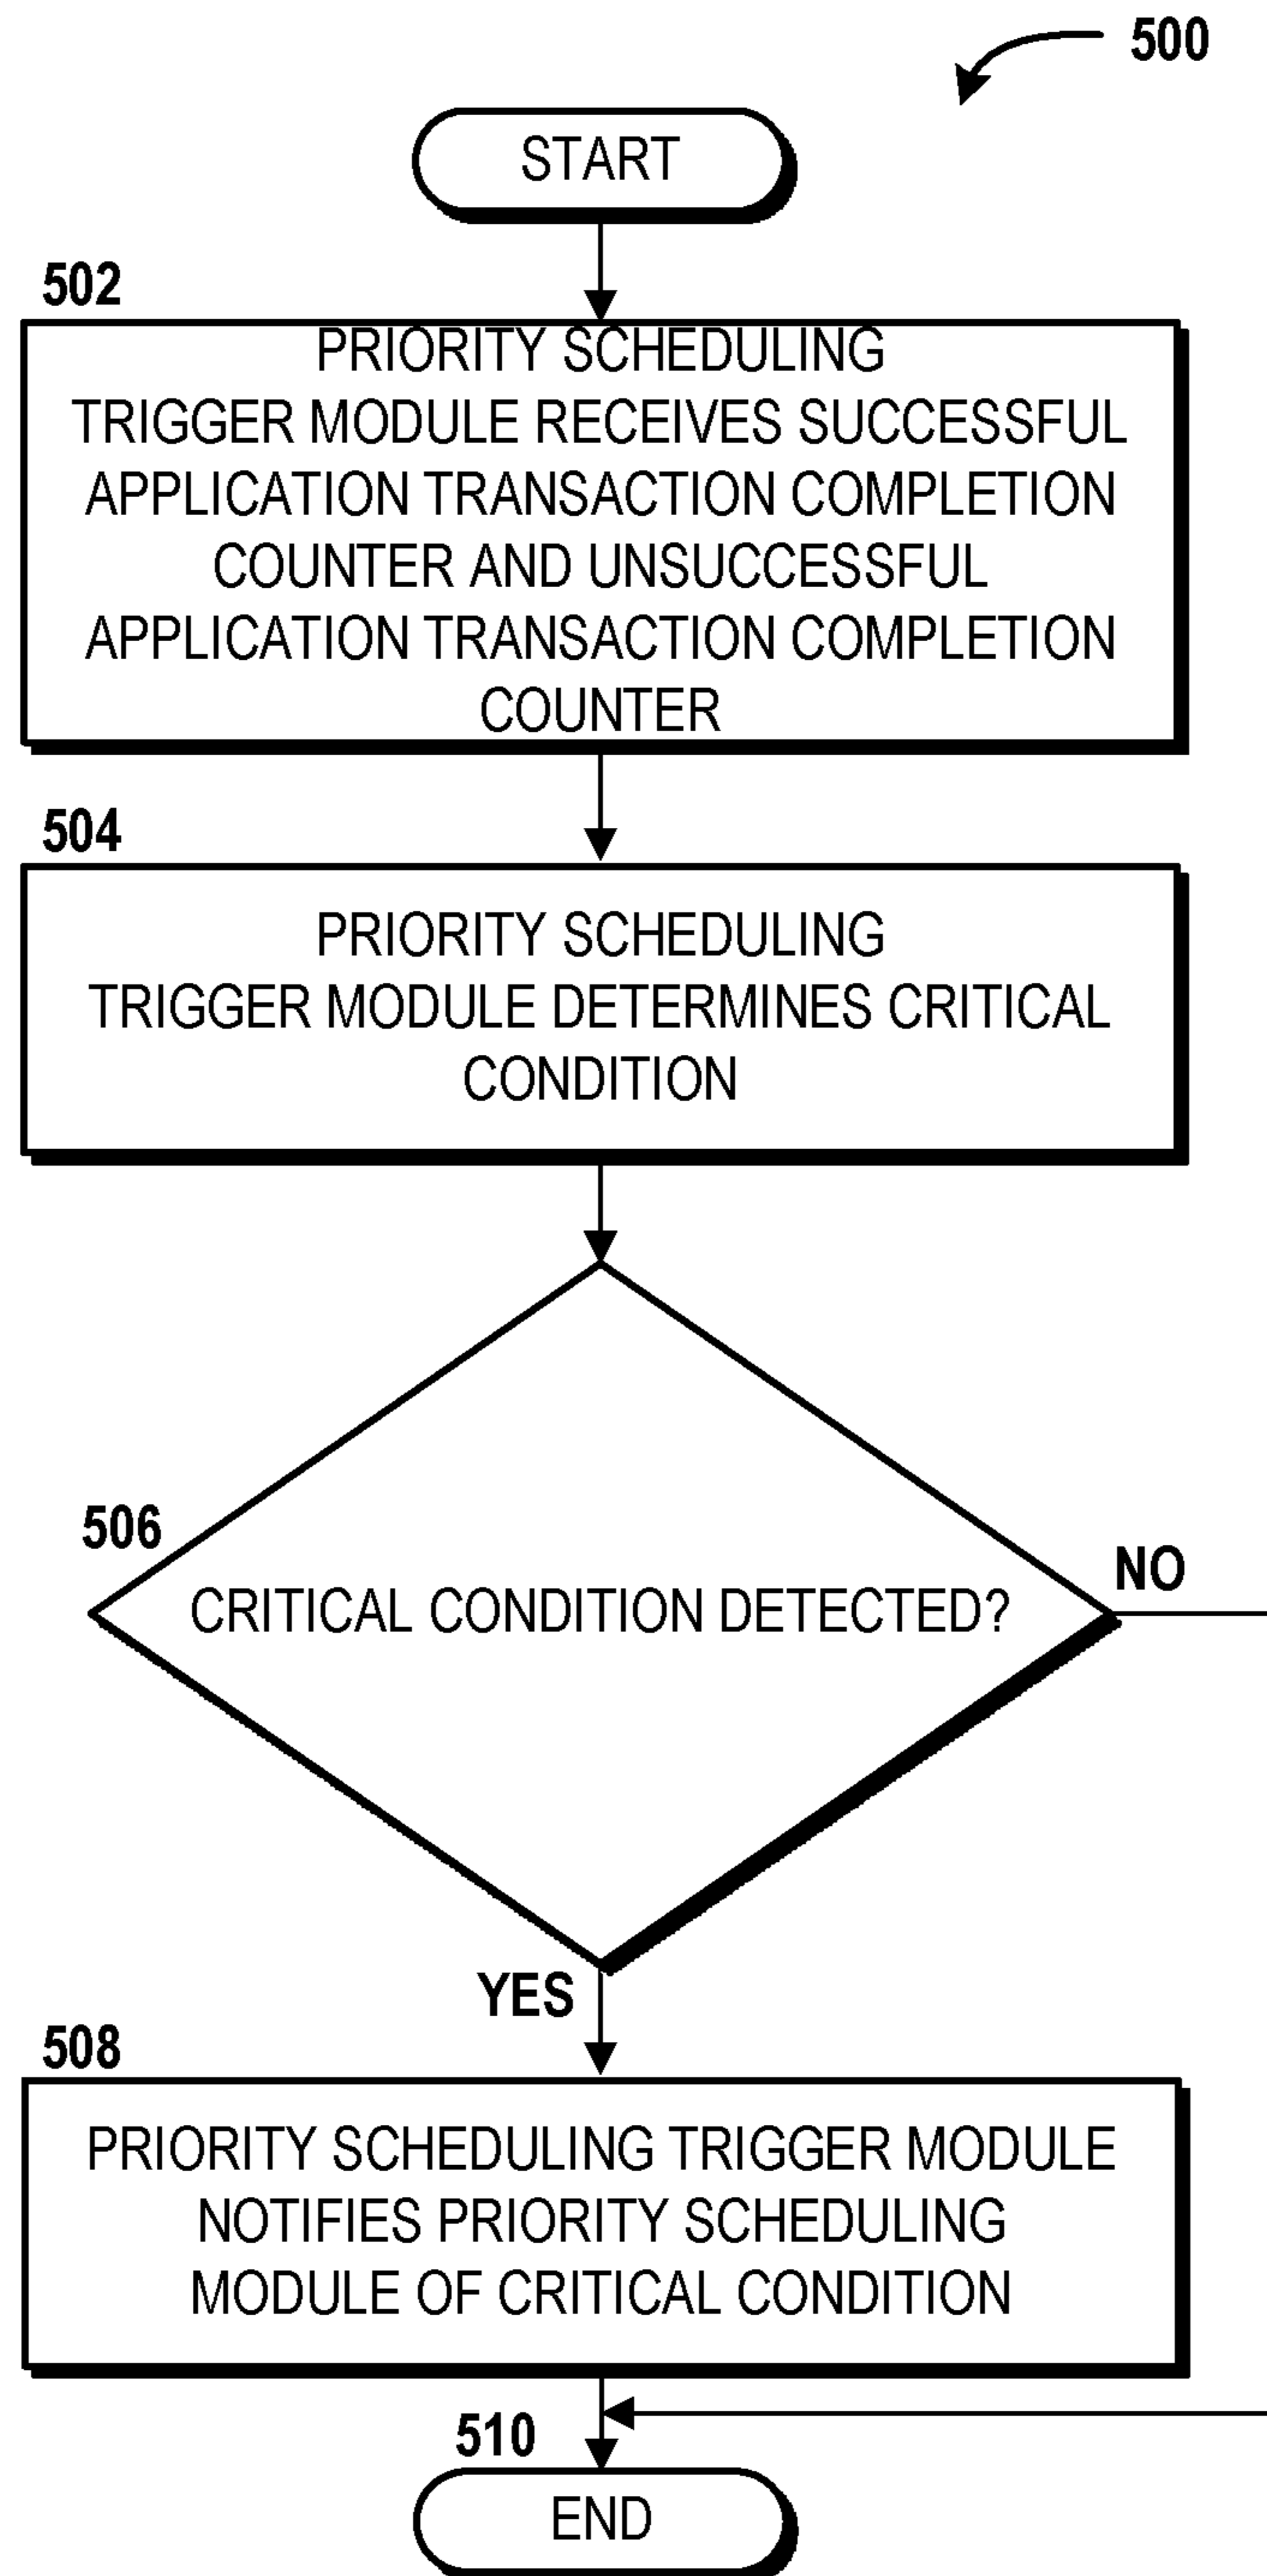 500
START
502
PRIORITY SCHEDULING
TRIGGER MODULE RECEIVES SUCCESSFUL
APPLICATION TRANSACTION COMPLETION
COUNTER AND UNSUCCESSFUL
APPLICATION TRANSACTION COMPLETION
COUNTER
504
PRIORITY SCHEDULING
TRIGGER MODULE DETERMINES CRITICAL
CONDITION
506
CRITICAL CONDITION DETECTED?
NO
YES
508
PRIORITY SCHEDULING TRIGGER MODULE
NOTIFIES PRIORITY SCHEDULING
MODULE OF CRITICAL CONDITION
510
END